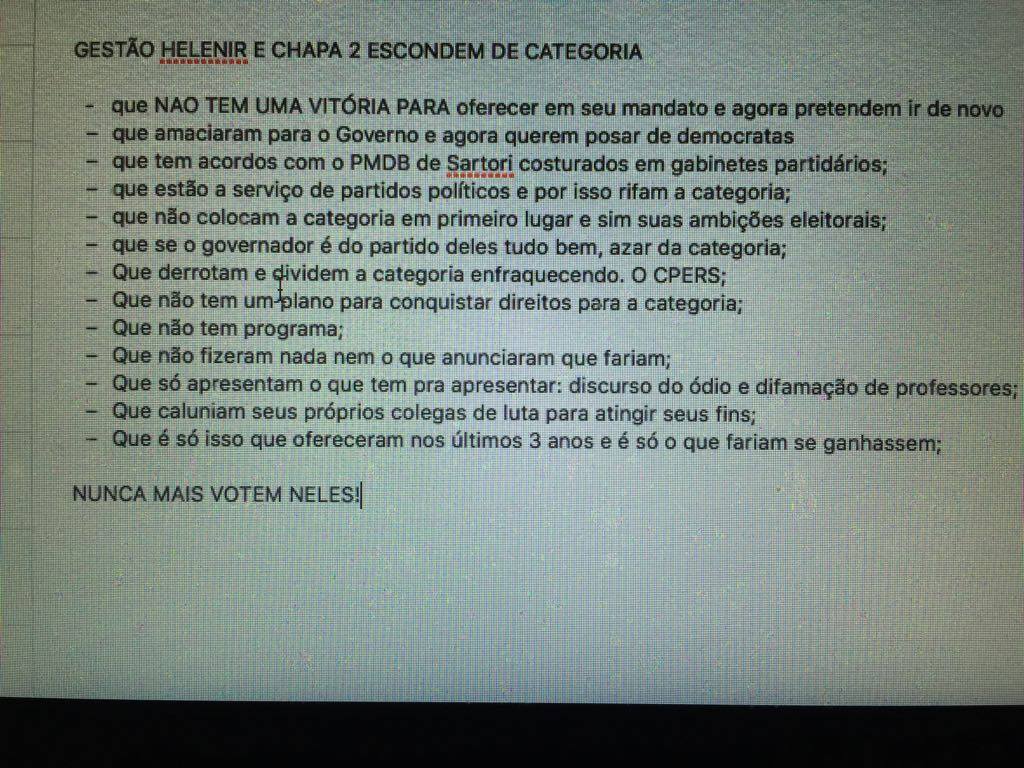 GESTÃO HELENIR E CHAPA 2 ESCONDEM DE CATEGORIA
- que NAO TEM UMA VITÓRIA PARA oferecer em seu mandato e agora pretendem ir de novo
- que amaciaram para o Governo e agora querem posar de democratas
- que tem acordos com o PMDB de Sartori costurados em gabinetes partidários;
- que estão a serviço de partidos políticos e por isso rifam a categoria;
- que não colocam a categoria em primeiro lugar e sim suas ambições eleitorais;
- que se o governador é do partido deles tudo bem, azar da categoria;
- Que derrotam e dividem a categoria enfraquecendo. O CPERS;
- Que não tem um plano para conquistar direitos para a categoria;
- Que não tem programa;
- Que não fizeram nada nem o que anunciaram que fariam;
- Que só apresentam o que tem pra apresentar: discurso do ódio e difamação de professores;
- Que caluniam seus próprios colegas de luta para atingir seus fins;
- Que é só isso que ofereceram nos últimos 3 anos e é só o que fariam se ganhassem;
NUNCA MAIS VOTEM NELES!